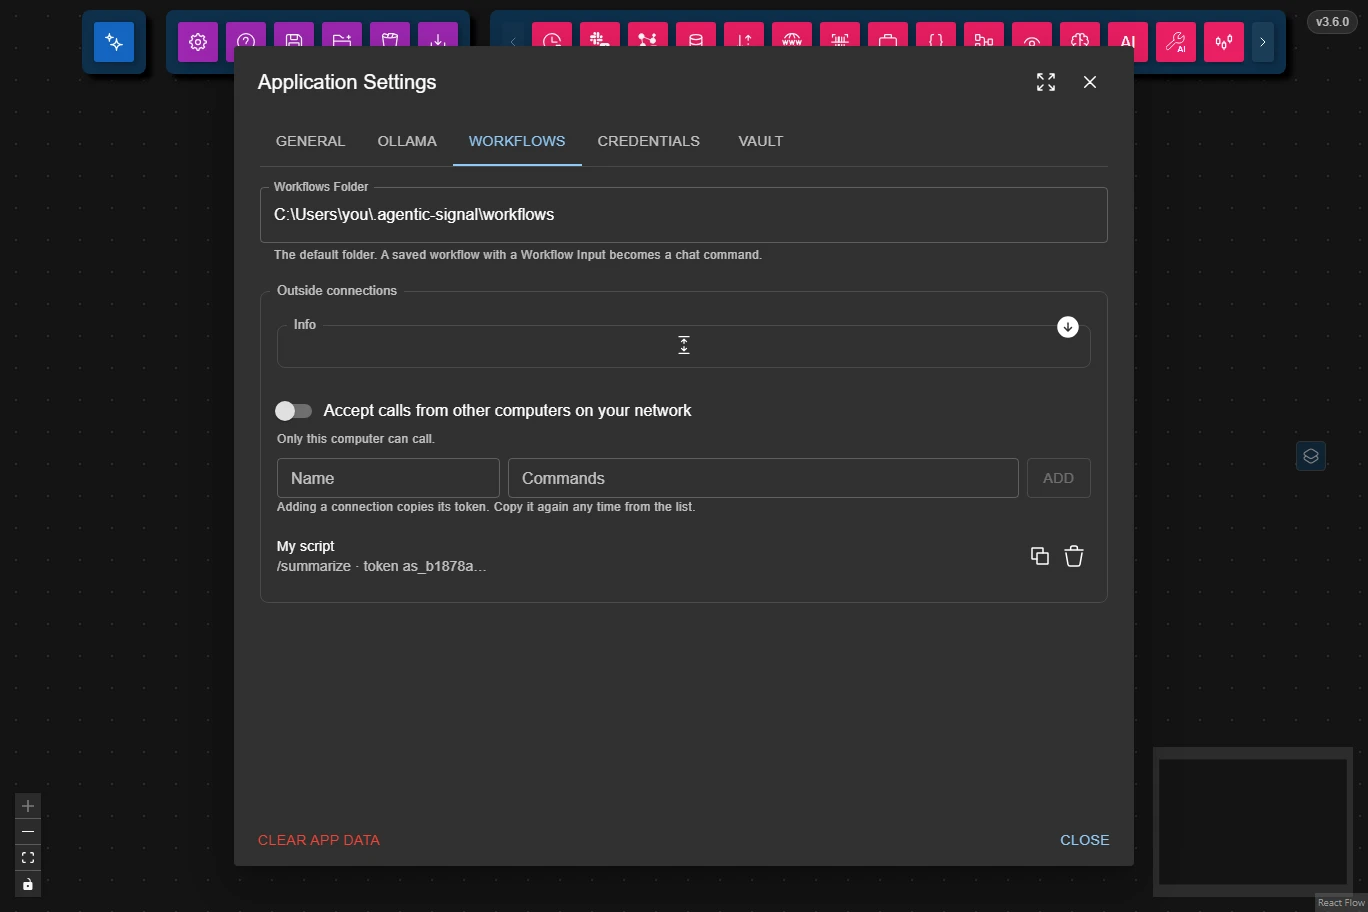 v3.6.0
WWW
AI
AI
Application Settings
GENERAL
OLLAMA
WORKFLOWS
CREDENTIALS
VAULT
Workflows Folder
C:\Users\you\.agentic-signal\workflows
The default folder. A saved workflow with a Workflow Input becomes a chat command.
Outside connections
Info
Accept calls from other computers on your network
Only this computer can call.
Name
Commands
ADD
Adding a connection copies its token. Copy it again any time from the list.
My script
/summarize · token as_b1878a...
CLEAR APP DATA
CLOSE
React Flow